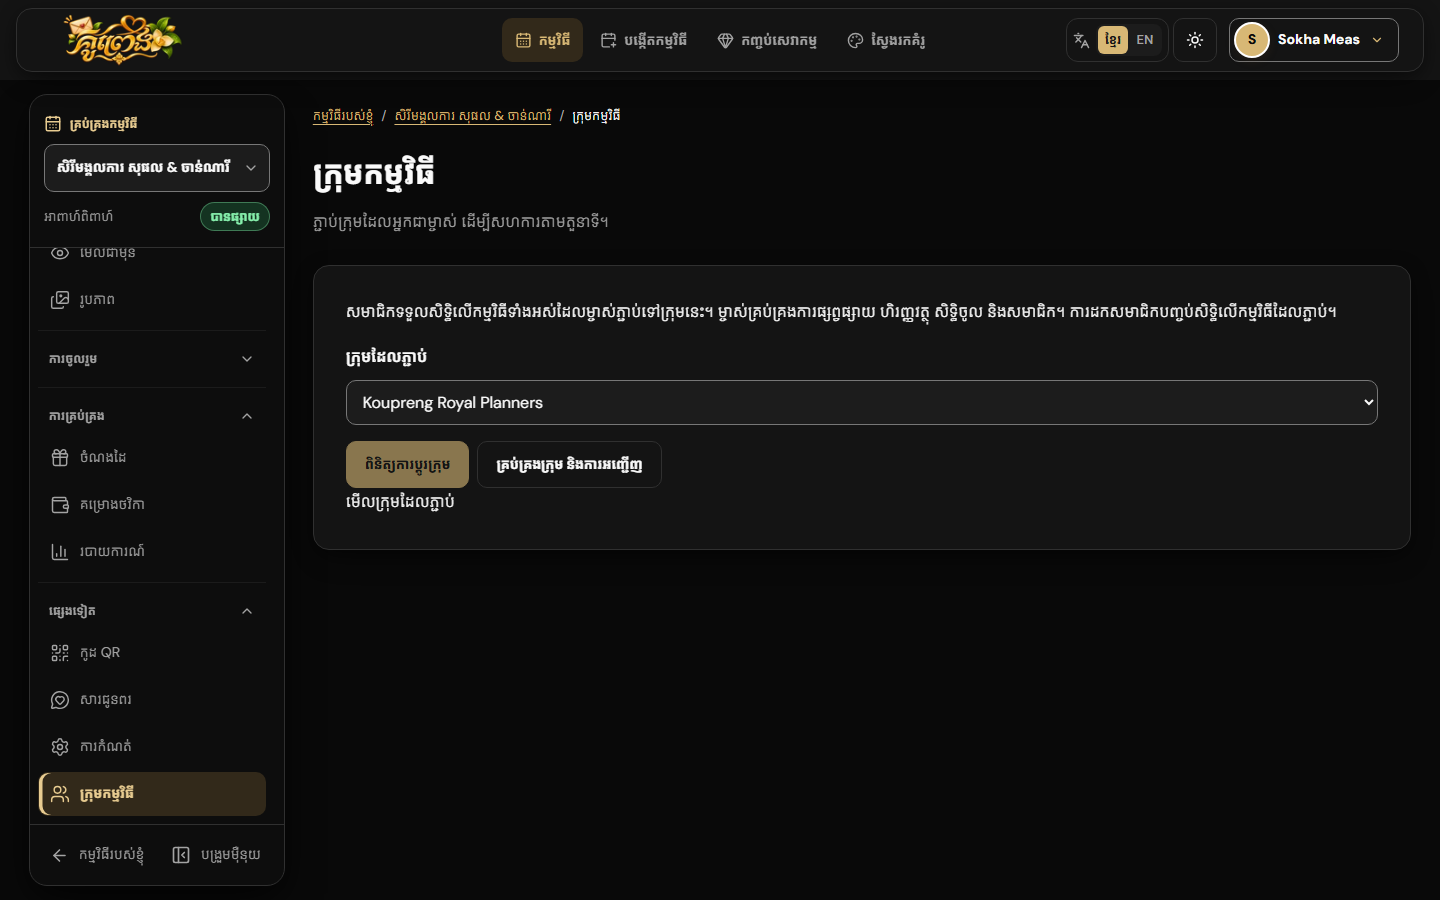 គូព្រេង
កម្មវិធី
បង្កើតកម្មវិធី
កញ្ចប់សេវាកម្ម
ស្វែងរកគំរូ
ខ្មែរ
EN
S
Sokha Meas
គ្រប់គ្រងកម្មវិធី
សិរីមង្គលការ សុផល & ចាន់ណារី
អាពាហ៍ពិពាហ៍
បានផ្សាយ
មើលជាមុន
រូបភាព
ការចូលរួម
ការគ្រប់គ្រង
ចំណងដៃ
គម្រោងថវិកា
របាយការណ៍
ផ្សេងទៀត
កូដ QR
សារជូនពរ
ការកំណត់
ក្រុមកម្មវិធី
កម្មវិធីរបស់ខ្ញុំ
បង្រួមម៉ឺនុយ
កម្មវិធីរបស់ខ្ញុំ / សិរីមង្គលការ សុផល & ចាន់ណារី / ក្រុមកម្មវិធី
ក្រុមកម្មវិធី
ភ្ជាប់ក្រុមដែលអ្នកជាម្ចាស់ ដើម្បីសហការតាមតួនាទី។
សមាជិកទទួលសិទ្ធិលើកម្មវិធីទាំងអស់ដែលម្ចាស់ភ្ជាប់ទៅក្រុមនេះ។ ម្ចាស់គ្រប់គ្រងការផ្សព្វផ្សាយ ហិរញ្ញវត្ថុ សិទ្ធិចូល និងសមាជិក។ ការដកសមាជិកបញ្ចប់សិទ្ធិលើកម្មវិធីដែលភ្ជាប់។
ក្រុមដែលភ្ជាប់
Koupreng Royal Planners
ពិនិត្យការប្តូរក្រុម
គ្រប់គ្រងក្រុម និងការអញ្ជើញ
មើលក្រុមដែលភ្ជាប់